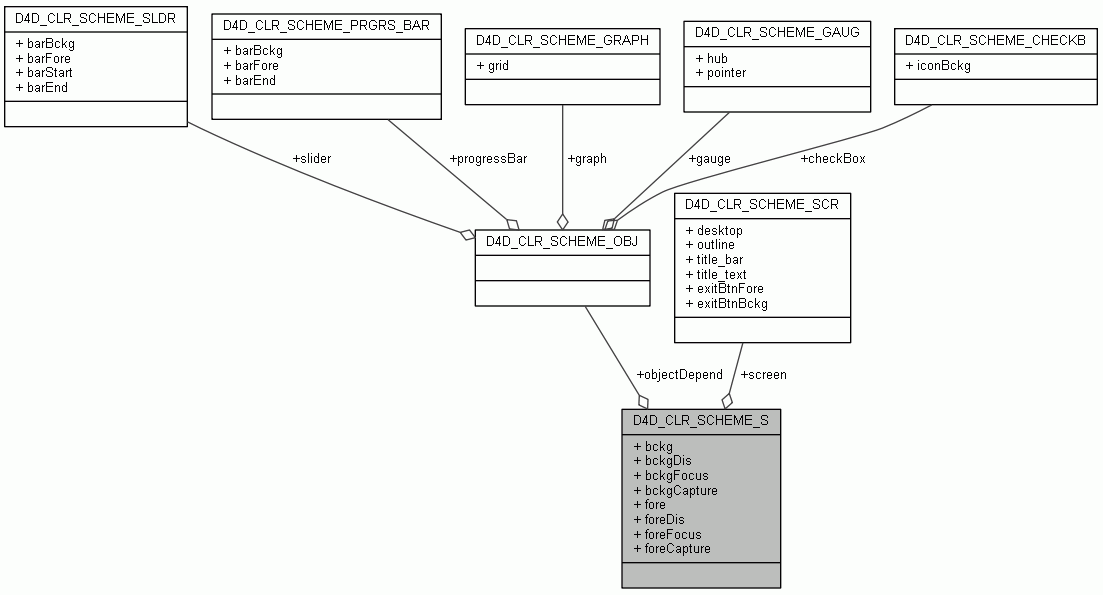 D4D_CLR_SCHEME_SLDR
+ barBckg
+ barFore
+ barStart
+ barEnd
D4D_CLR_SCHEME_PRGRS_BAR
+ barBckg
+ barFore
+ barEnd
D4D_CLR_SCHEME_GRAPH
+ grid
D4D_CLR_SCHEME_GAUG
+ hub
+ pointer
D4D_CLR_SCHEME_CHECKB
+ iconBckg
+slider
+progressBar
+graph
+gauge
+checkBox
D4D_CLR_SCHEME_OBJ
D4D_CLR_SCHEME_SCR
+ desktop
+ outline
+ title_bar
+ title_text
+ exitBtnFore
+ exitBtnBckg
+objectDepend
+screen
D4D_CLR_SCHEME_S
+ bckg
+ bckgDis
+ bckgFocus
+ bckgCapture
+ fore
+ foreDis
+ foreFocus
+ foreCapture